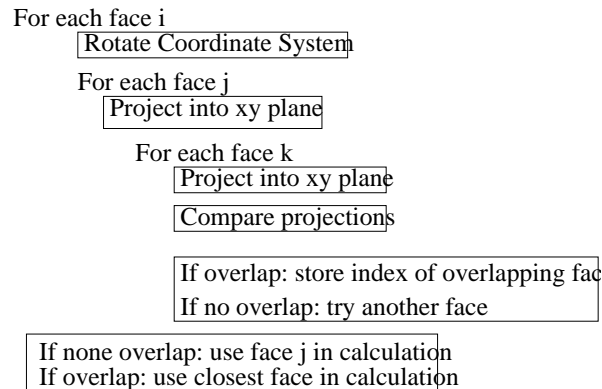 For each face i
Rotate Coordinate System
For each face j
Project into xy plane
For each face k
Project into xy plane
Compare projections
If overlap: store index of overlapping fac
If no overlap: try another face
If none overlap: use face j in calculation
If overlap: use closest face in calculation